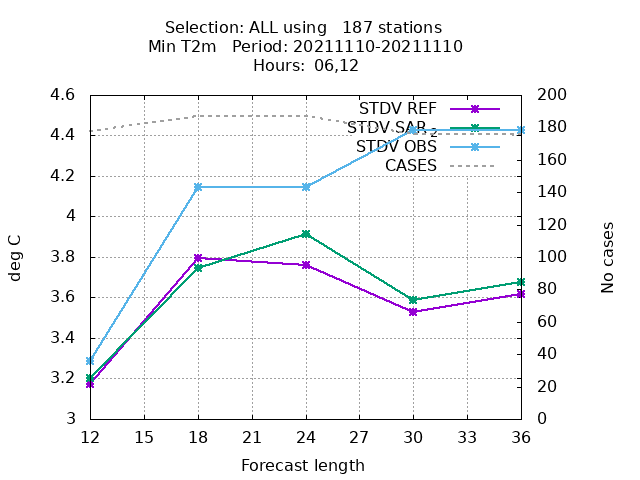 Selection: ALL using   187 stations
Min T2m   Period: 20211110-20211110
Hours:  06,12
4.6
4.4
4.2
4
3.8
3.6
3.4
3.2
3
200
180
160
140
120
100
80
60
40
20
0
STDV REF
STDV SAR_2
STDV OBS
CASES
deg C
No cases
12 15 18 21 24 27 30 33 36
Forecast length